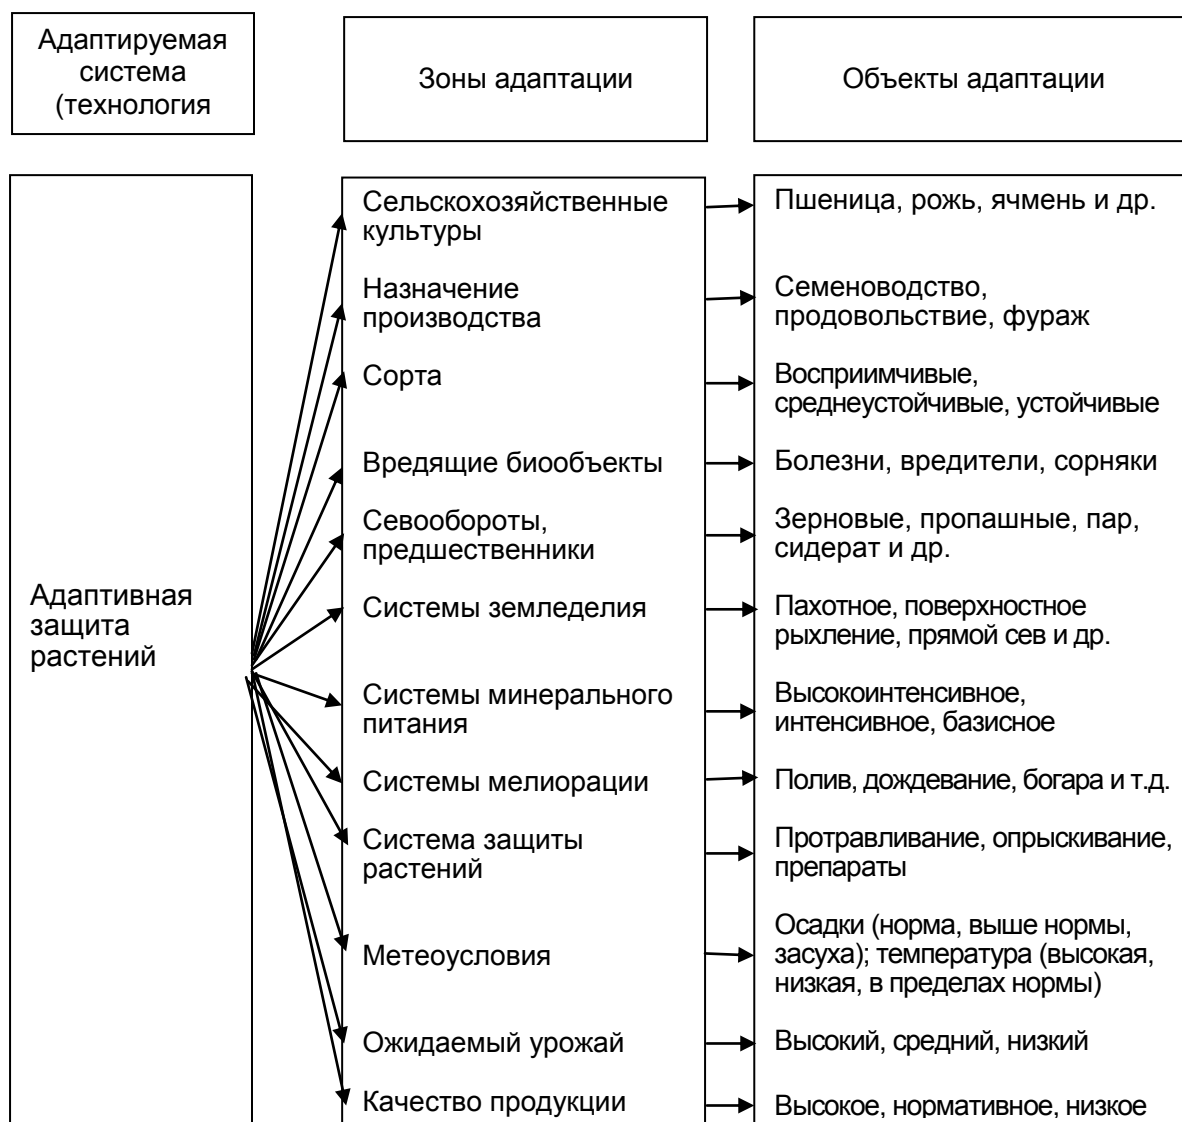 Адаптируемая
система
(технология
Зоны адаптации
Объекты адаптации
Адаптивная
защита
растений
Сельскохозяйственные
культуры
Пшеница, рожь, ячмень и др.
Назначение
производства
Семеноводство,
продовольствие, фураж
Сорта
Восприимчивые,
среднеустойчивые, устойчивые
Вредящие биообъекты
Болезни, вредители, сорняки
Севообороты,
предшественники
Зерновые, пропашные, пар,
сидерат и др.
Системы земледелия
Пахотное, поверхностное
рыхление, прямой сев и др.
Системы минерального
питания
Высокоинтенсивное,
интенсивное, базисное
Системы мелиорации
Полив, дождевание, богара и т.д.
Система защиты
растений
Протравливание, опрыскивание,
препараты
Метеоусловия
Осадки (норма, выше нормы,
засуха); температура (высокая,
низкая, в пределах нормы)
Ожидаемый урожай
Высокий, средний, низкий
Качество продукции
Высокое, нормативное, низкое